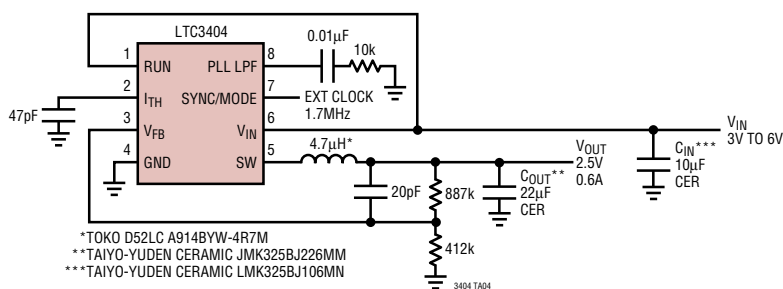 LTC3404
0.01µF
10k
1
RUN
PLL LPF
8
2
ITH
SYNC/MODE
7
EXT CLOCK
1.7MHz
47pF
3
VFB
VIN
6
VIN
3V TO 6V
4
GND
SW
5
4.7µH*
VOUT
2.5V
0.6A
CIN***
10µF
CER
20pF
887k
COUT**
22µF
CER
412k
*TOKO D52LC A914BYW-4R7M
**TAIYO-YUDEN CERAMIC JMK325BJ226MM
***TAIYO-YUDEN CERAMIC LMK325BJ106MN
3404 TA04